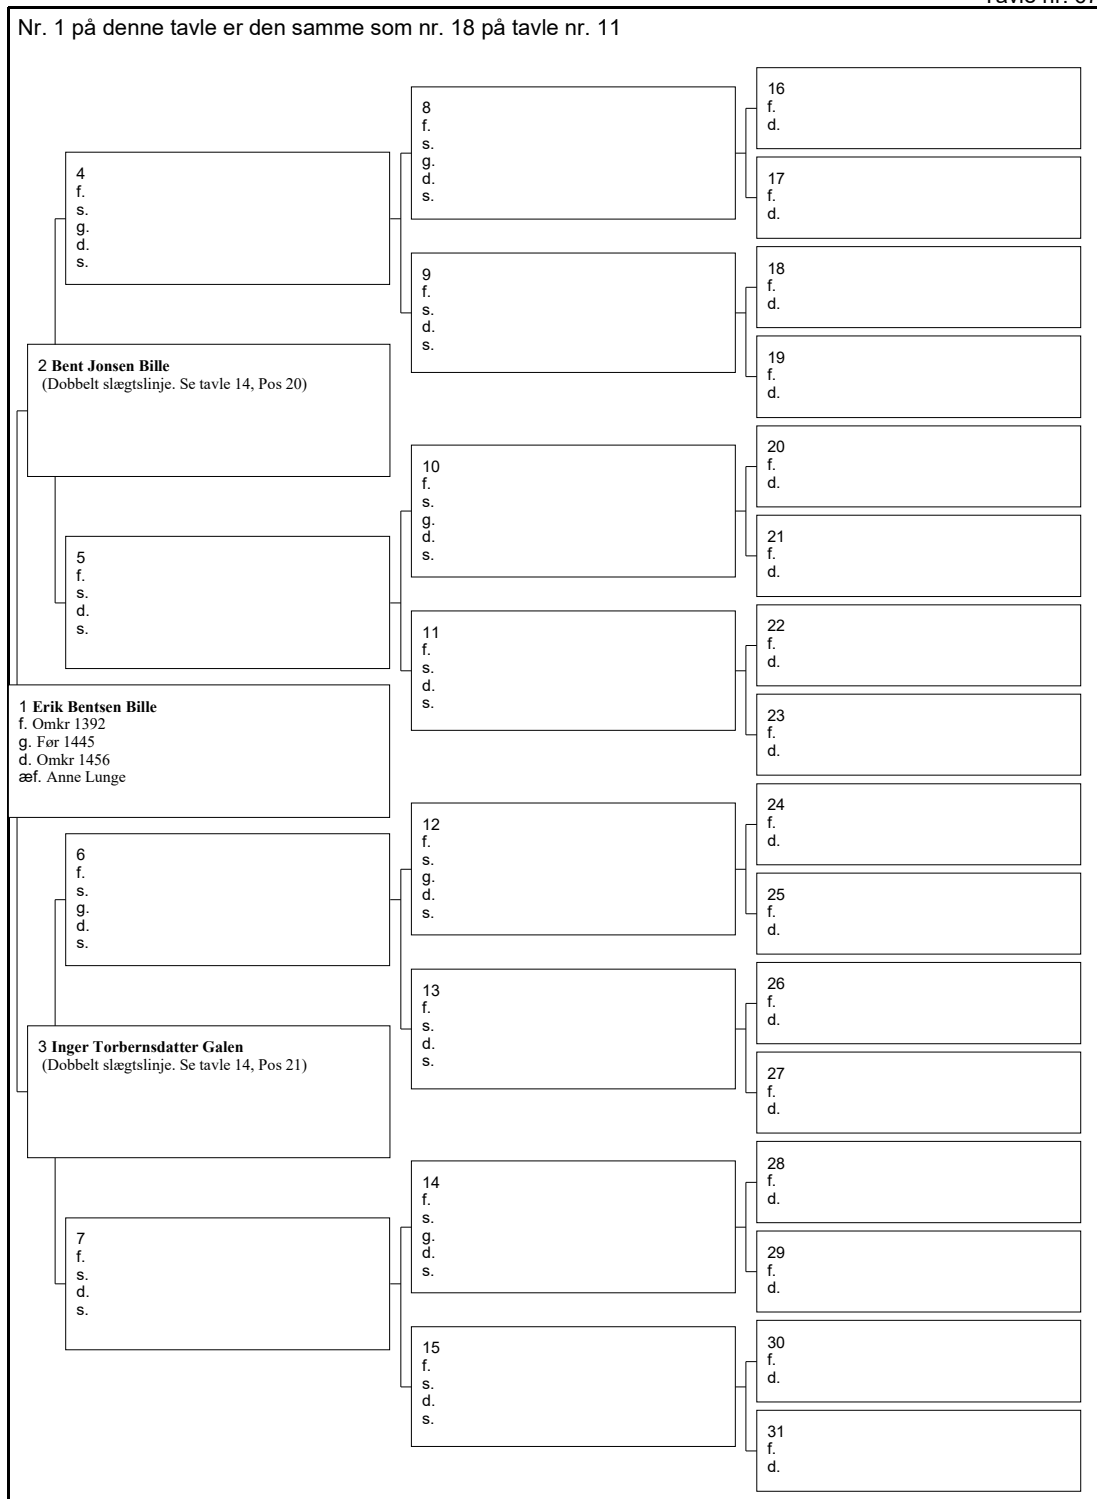 Nr. 1 på denne tavle er den samme som nr. 18 på tavle nr. 11
16
f.
d.
8
f.
s.
g.
d.
s.
17
f.
d.
4
f.
s.
g.
d.
s.
18
f.
d.
9
f.
s.
d.
s.
19
f.
d.
2 Bent Jonsen Bille
(Dobbelt slægtslinje. Se tavle 14, Pos 20)
20
f.
d.
10
f.
s.
g.
d.
s.
21
f.
d.
5
f.
s.
d.
s.
22
f.
d.
11
f.
s.
d.
s.
23
f.
d.
1 Erik Bentsen Bille
f. Omkr 1392
g. Før 1445
d. Omkr 1456
æf. Anne Lunge
24
f.
d.
12
f.
s.
g.
d.
s.
25
f.
d.
6
f.
s.
g.
d.
s.
26
f.
d.
13
f.
s.
d.
s.
27
f.
d.
3 Inger Torbernsdatter Galen
(Dobbelt slægtslinje. Se tavle 14, Pos 21)
28
f.
d.
14
f.
s.
g.
d.
s.
29
f.
d.
7
f.
s.
d.
s.
30
f.
d.
15
f.
s.
d.
s.
31
f.
d.